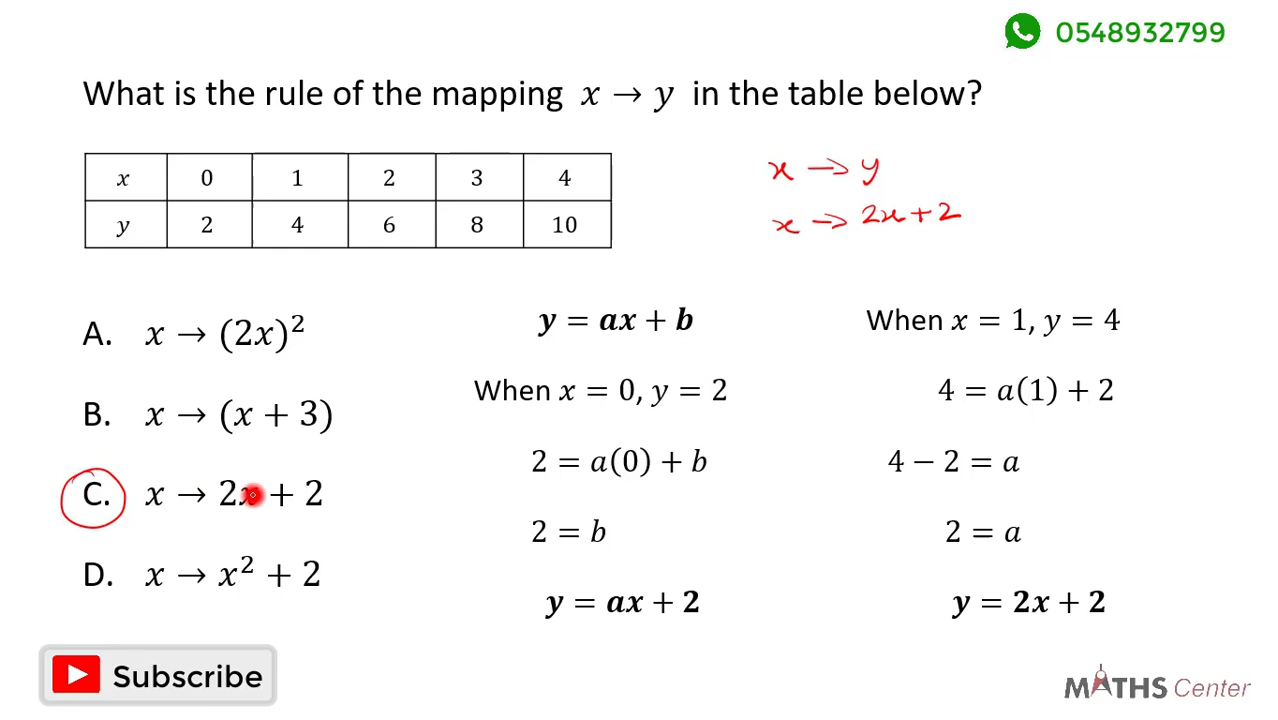 0548932799
What is the rule of the mapping x → y in the table below?
x 0 1 2 3 4
y 2 4 6 8 10
x → y
x → 2x + 2
A. x → (2x)²
B. x → (x + 3)
C. x → 2x + 2
D. x → x² + 2
y = ax + b
When x = 0, y = 2
2 = a(0) + b
2 = b
y = ax + 2
When x = 1, y = 4
4 = a(1) + 2
4 − 2 = a
2 = a
y = 2x + 2
Subscribe
MATHS Center